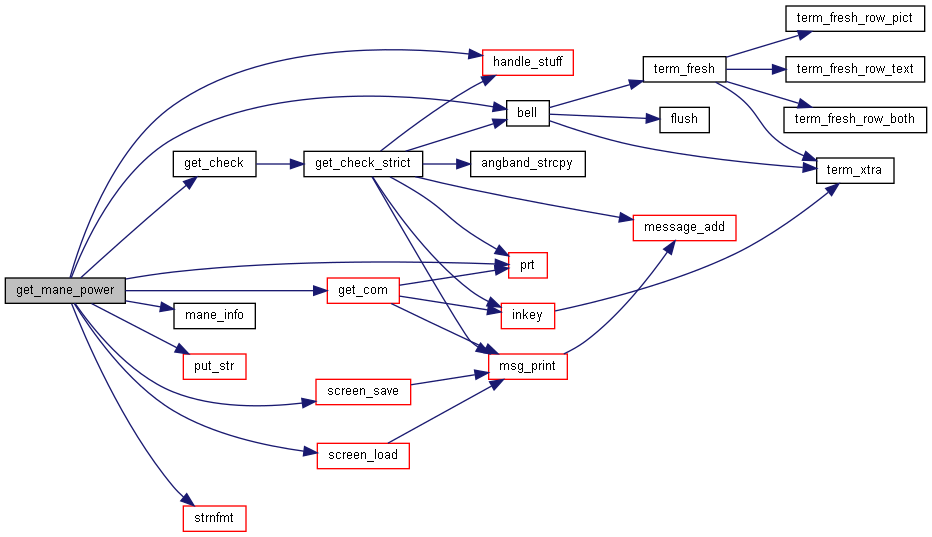 term_fresh_row_pict
handle_stuff
term_fresh
term_fresh_row_text
bell
flush
term_fresh_row_both
get_check
get_check_strict
angband_strcpy
term_xtra
message_add
prt
get_mane_power
get_com
mane_info
inkey
put_str
msg_print
screen_save
screen_load
strnfmt